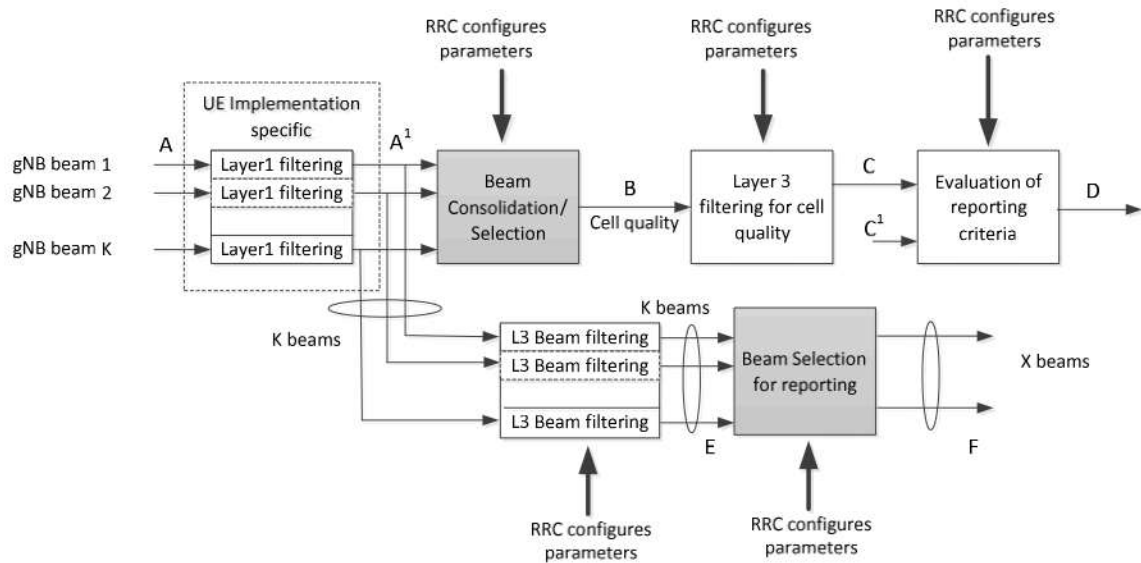 RRC configures
parameters
RRC configures
parameters
RRC configures
parameters
UE Implementation
specific
A
A1
gNB beam 1
Layer1 filtering
gNB beam 2
Layer1 filtering
gNB beam K
Layer1 filtering
Beam
Consolidation/
Selection
B
Cell quality
Layer 3
filtering for cell
quality
C
C1
Evaluation of
reporting
criteria
D
K beams
L3 Beam filtering
L3 Beam filtering
L3 Beam filtering
K beams
E
Beam Selection
for reporting
X beams
F
RRC configures
parameters
RRC configures
parameters